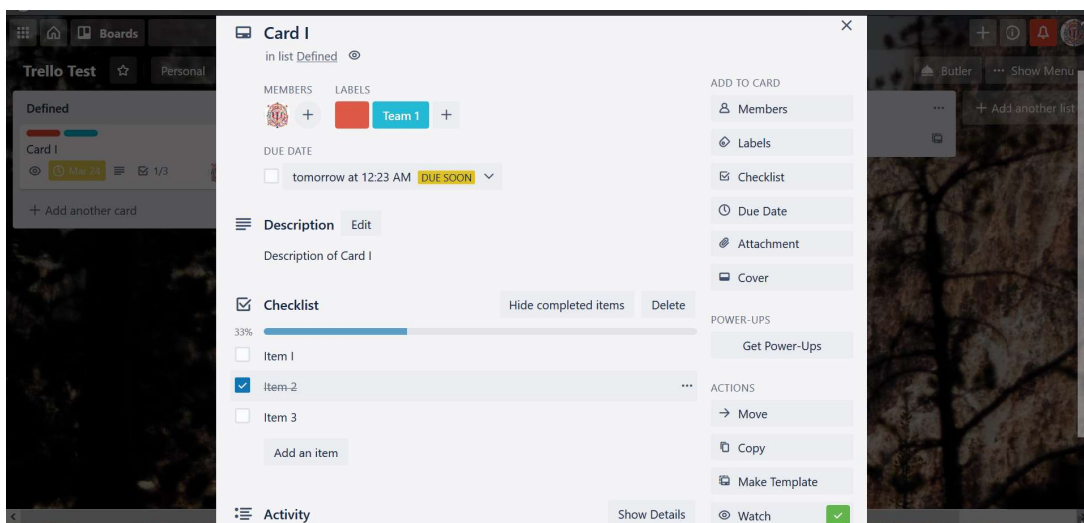 Boards
Trello Test
Personal
Butler
... Show Menu
Defined
Card I
Mar 24
1/3
+ Add another card
+ Add another list
Card I
in list Defined
MEMBERS
LABELS
Team 1
DUE DATE
tomorrow at 12:23 AM DUE SOON
Description Edit
Description of Card I
Checklist
Hide completed items
Delete
33%
Item I
Item 2
Item 3
Add an item
Activity
Show Details
ADD TO CARD
Members
Labels
Checklist
Due Date
Attachment
Cover
POWER-UPS
Get Power-Ups
ACTIONS
Move
Copy
Make Template
Watch